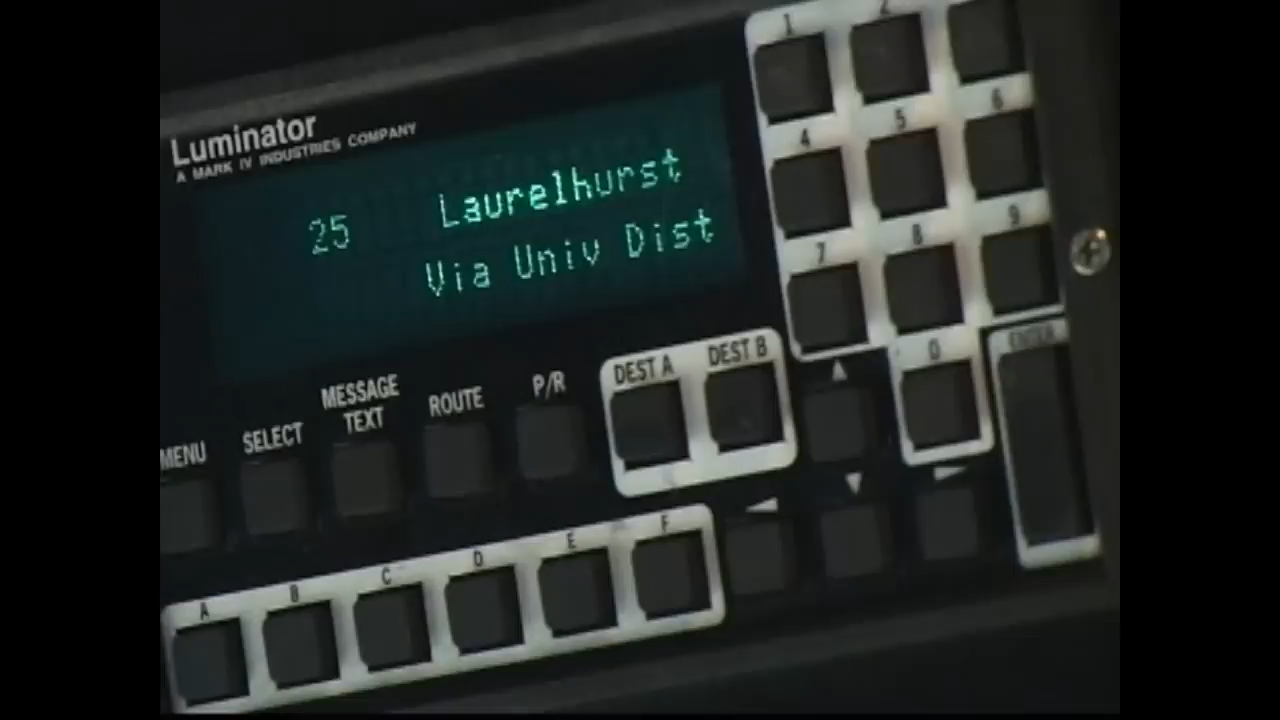 Luminator
A MARK IV INDUSTRIES COMPANY
25 Laurelhurst
Via Univ Dist
1 2
4 5 6
7 8 9
0 ENTER
MENU SELECT MESSAGE TEXT ROUTE P/R DEST A DEST B
A B C D E F